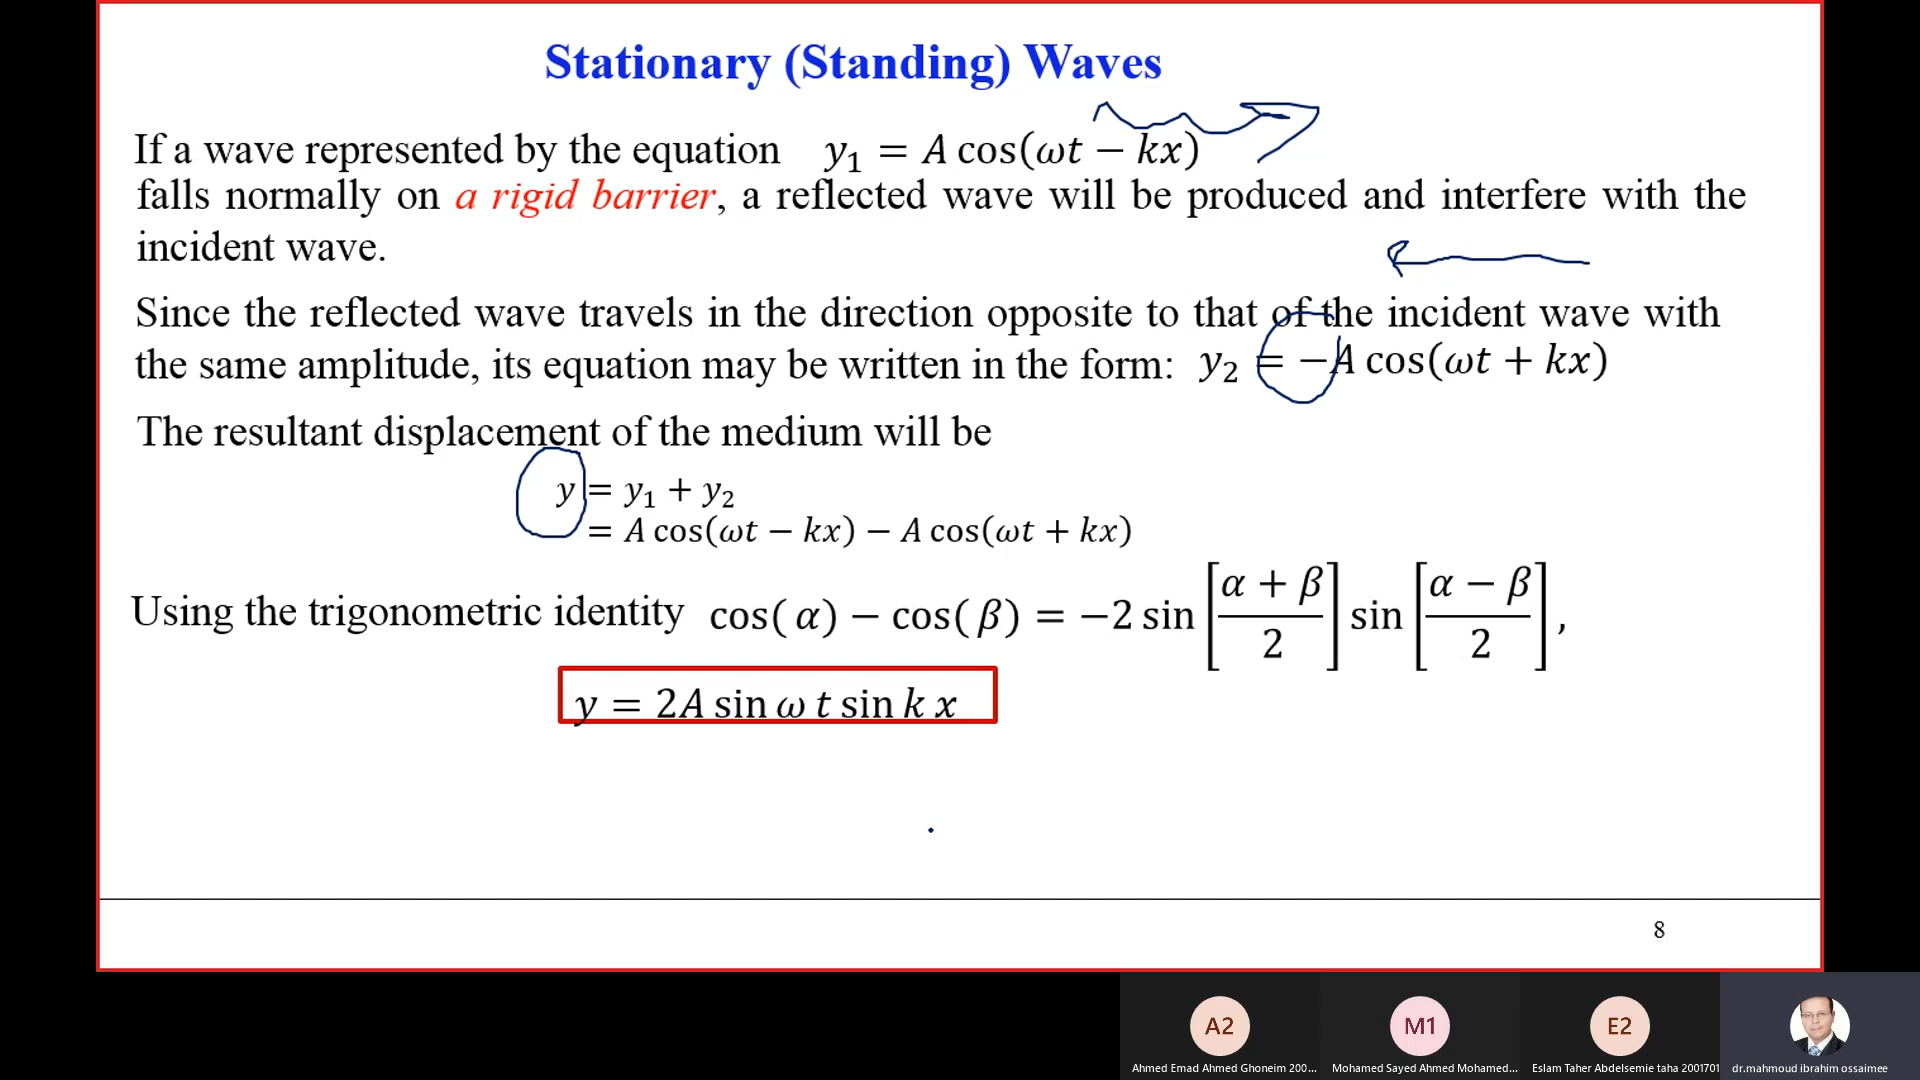 Stationary (Standing) Waves
If a wave represented by the equation y₁ = A cos(ωt − kx)
falls normally on a rigid barrier, a reflected wave will be produced and interfere with the
incident wave.
Since the reflected wave travels in the direction opposite to that of the incident wave with
the same amplitude, its equation may be written in the form: y₂ = −A cos(ωt + kx)
The resultant displacement of the medium will be
y = y₁ + y₂
= A cos(ωt − kx) − A cos(ωt + kx)
Using the trigonometric identity cos( α) − cos( β) = −2 sin [(α + β)/2] sin [(α − β)/2],
y = 2A sin ω t sin k x
8
A2 M1 E2
Ahmed Emad Ahmed Ghoneim 200... Mohamed Sayed Ahmed Mohamed... Eslam Taher Abdelsemie taha 2001701 dr.mahmoud ibrahim ossaimee